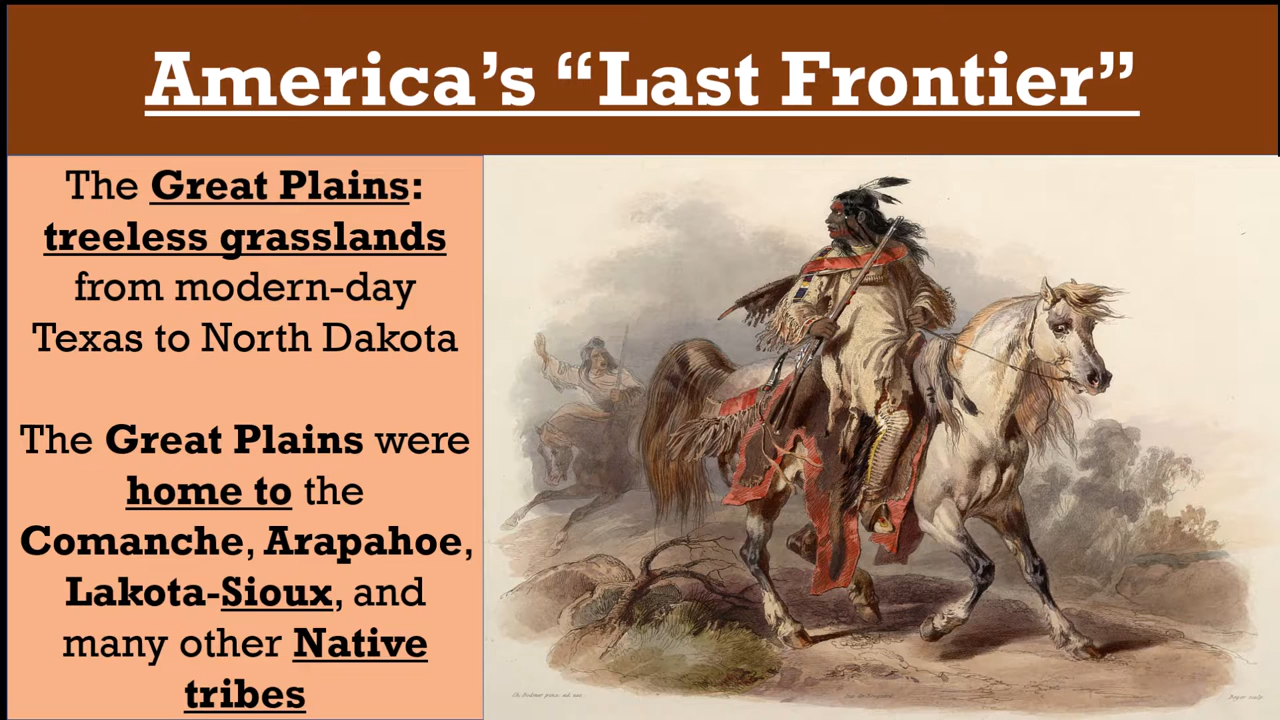 America’s “Last Frontier”
The Great Plains:
treeless grasslands
from modern-day
Texas to North Dakota
The Great Plains were
home to the
Comanche, Arapahoe,
Lakota-Sioux, and
many other Native
tribes